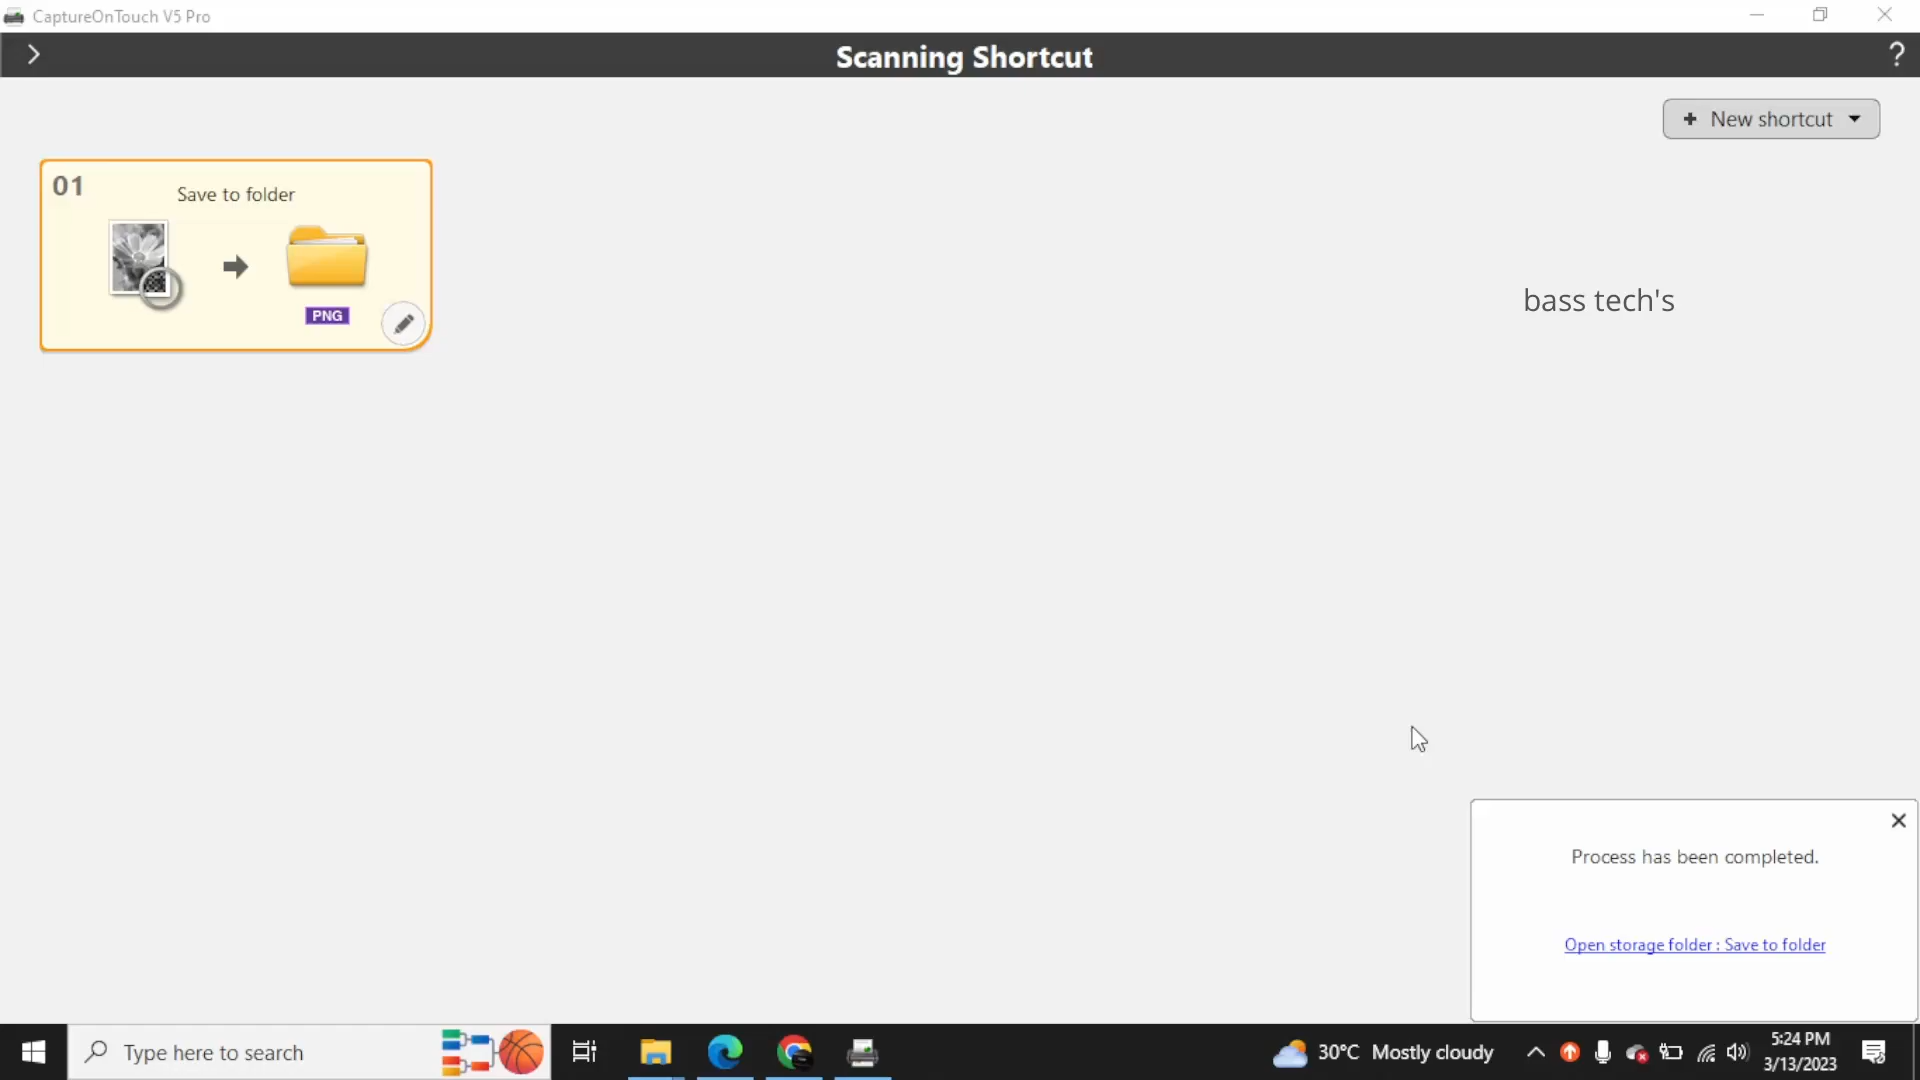 CaptureOnTouch V5 Pro
Scanning Shortcut
?
+ New shortcut
01
Save to folder
PNG
bass tech's
Process has been completed.
Open storage folder : Save to folder
Type here to search
30°C Mostly cloudy
5:24 PM
3/13/2023